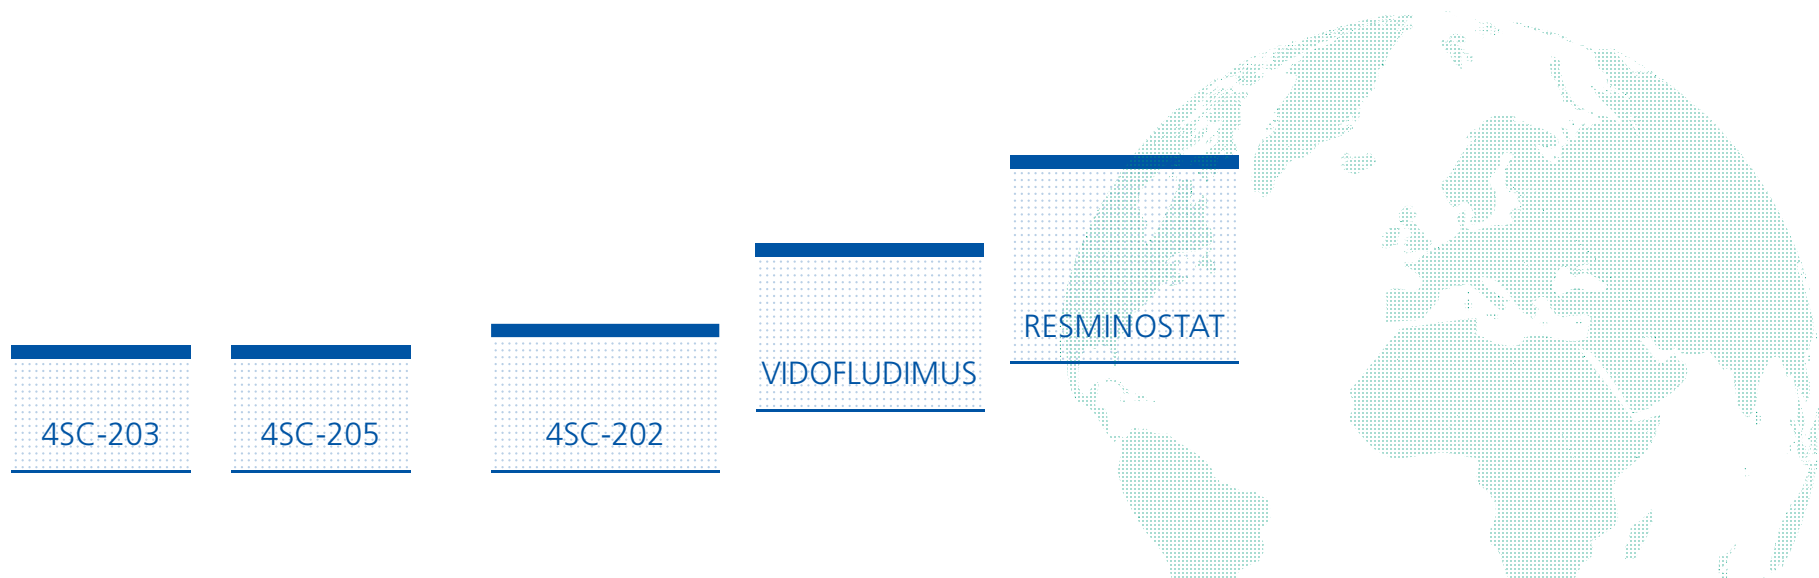 4SC-203
4SC-205
4SC-202
VIDOFLUDIMUS
RESMINOSTAT